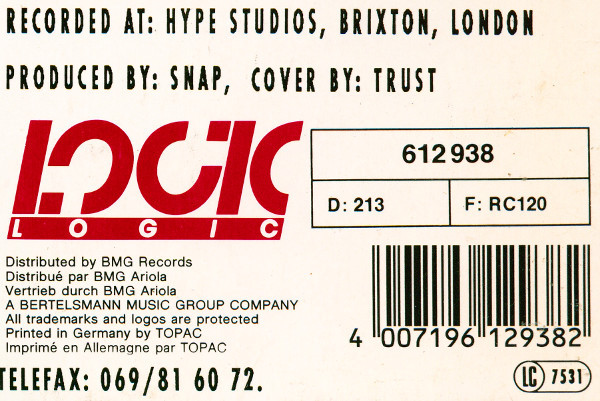 RECORDED AT: HYPE STUDIOS, BRIXTON, LONDON
PRODUCED BY: SNAP, COVER BY: TRUST
LOGIC
LOGIC
612 938
D: 213
F: RC120
Distributed by BMG Records
Distribué par BMG Ariola
Vertrieb durch BMG Ariola
A BERTELSMANN MUSIC GROUP COMPANY
All trademarks and logos are protected
Printed in Germany by TOPAC
Imprimé en Allemagne par TOPAC
4 007196 129382
TELEFAX: 069/81 60 72.
LC 7531